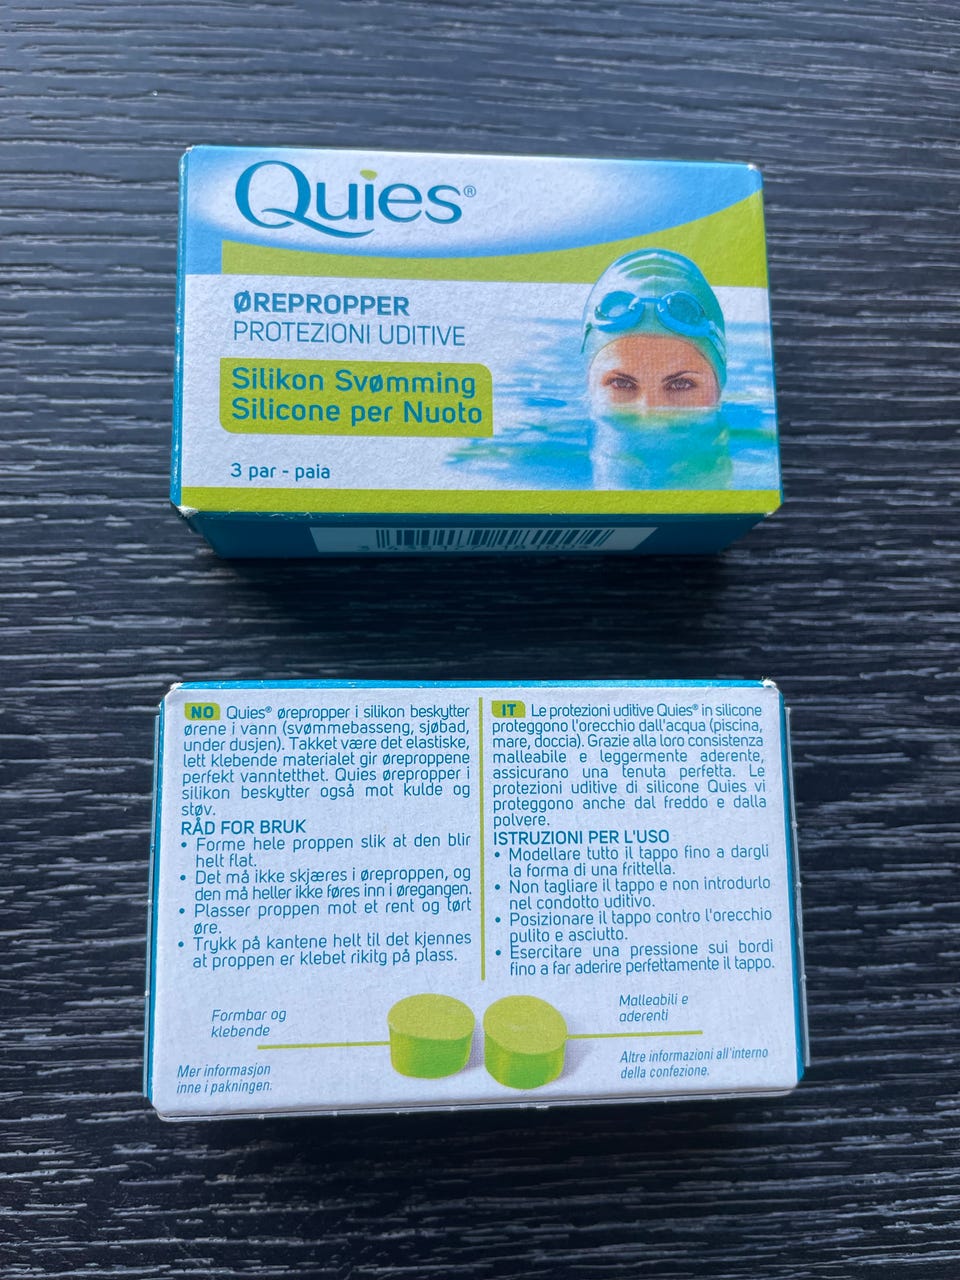 Quies®
ØREPROPPER
PROTEZIONI UDITIVE
Silikon Svømming
Silicone per Nuoto
3 par - paia
NO Quies® ørepropper i silikon beskytter
ørene i vann (svømmebasseng, sjøbad,
under dusjen). Takket være det elastiske,
lett klebende materialet gir øreproppene
perfekt vanntetthet. Quies ørepropper i
silikon beskytter også mot kulde og
støv.
RÅD FOR BRUK
• Forme hele proppen slik at den blir
helt flat.
• Det må ikke skjæres i øreproppen, og
den må heller ikke føres inn i øregangen.
• Plasser proppen mot et rent og tørt
øre.
• Trykk på kantene helt til det kjennes
at proppen er klebet rikitg på plass.
IT Le protezioni uditive Quies® in silicone
proteggono l'orecchio dall'acqua (piscina,
mare, doccia). Grazie alla loro consistenza
malleabile e leggermente aderente,
assicurano una tenuta perfetta. Le
protezioni uditive di silicone Quies vi
proteggono anche dal freddo e dalla
polvere.
ISTRUZIONI PER L'USO
• Modellare tutto il tappo fino a dargli
la forma di una frittella.
• Non tagliare il tappo e non introdurlo
nel condotto uditivo.
• Posizionare il tappo contro l'orecchio
pulito e asciutto.
• Esercitare una pressione sui bordi
fino a far aderire perfettamente il tappo.
Formbar og
klebende
Malleabili e
aderenti
Mer informasjon
inne i pakningen.
Altre informazioni all'interno
della confezione.